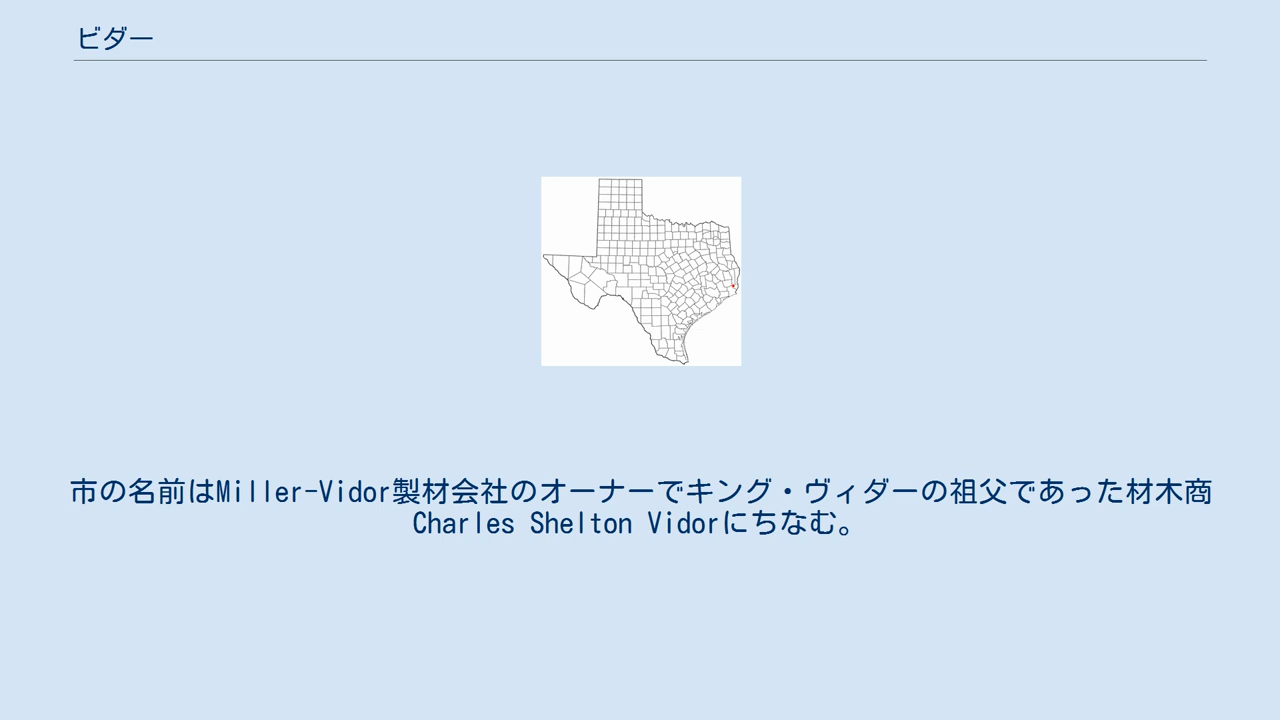 ビダー
市の名前はMiller-Vidor製材会社のオーナーでキング・ヴィダーの祖父であった材木商
Charles Shelton Vidorにちなむ。